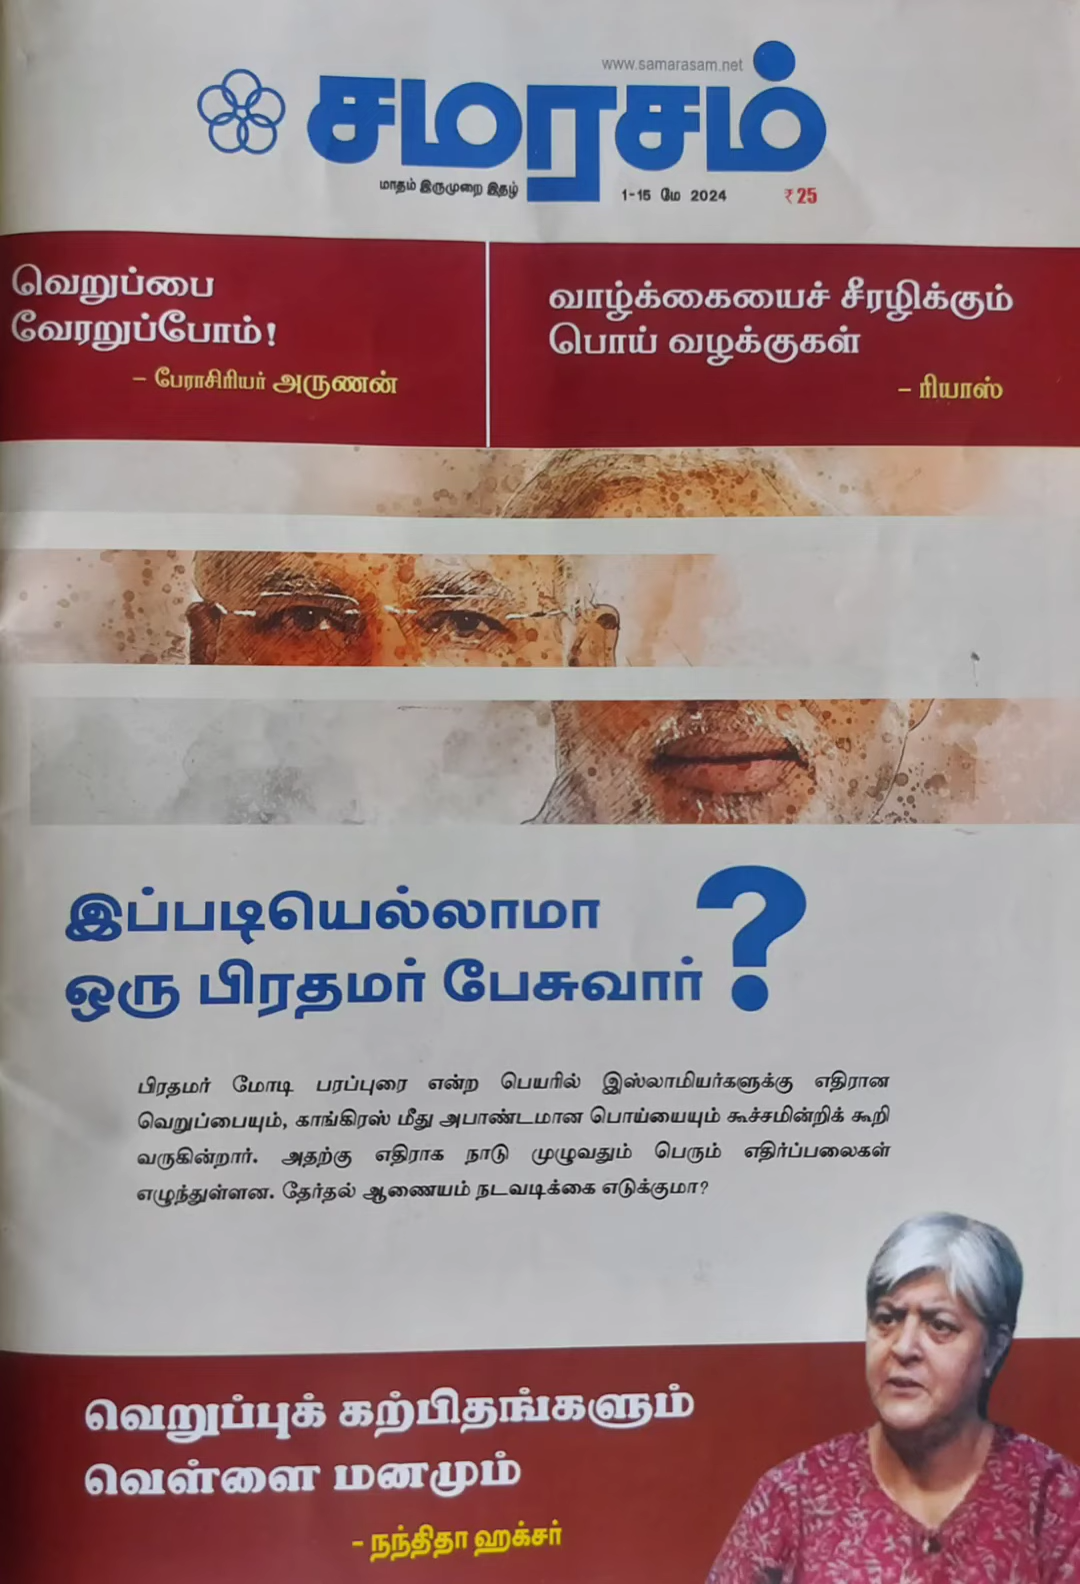 www.samarasam.net
சமரசம்
மாதம் இருமுறை இதழ்
1-15 மே 2024
₹ 25
வெறுப்பை
வேரறுப்போம்!
- பேராசிரியர் அருணன்
வாழ்க்கையைச் சீரழிக்கும்
பொய் வழக்குகள்
- ரியாஸ்
இப்படியெல்லாமா
ஒரு பிரதமர் பேசுவார்?
பிரதமர் மோடி பரப்புரை என்ற பெயரில் இஸ்லாமியர்களுக்கு எதிரான
வெறுப்பையும், காங்கிரஸ் மீது அபாண்டமான பொய்யையும் கூச்சமின்றிக் கூறி
வருகின்றார். அதற்கு எதிராக நாடு முழுவதும் பெரும் எதிர்ப்பலைகள்
எழுந்துள்ளன. தேர்தல் ஆணையம் நடவடிக்கை எடுக்குமா?
வெறுப்புக் கற்பிதங்களும்
வெள்ளை மனமும்
- நந்திதா ஹக்சர்